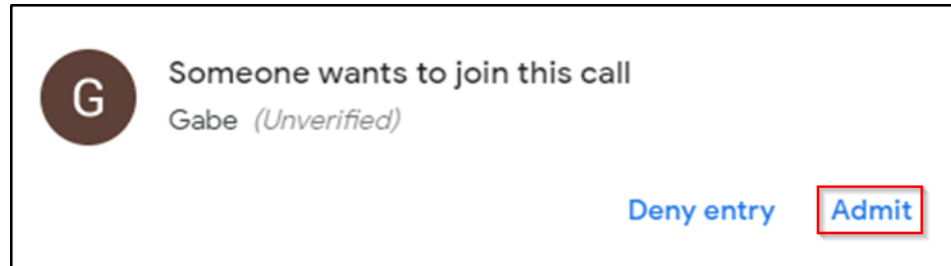 G
Someone wants to join this call
Gabe (Unverified)
Deny entry Admit